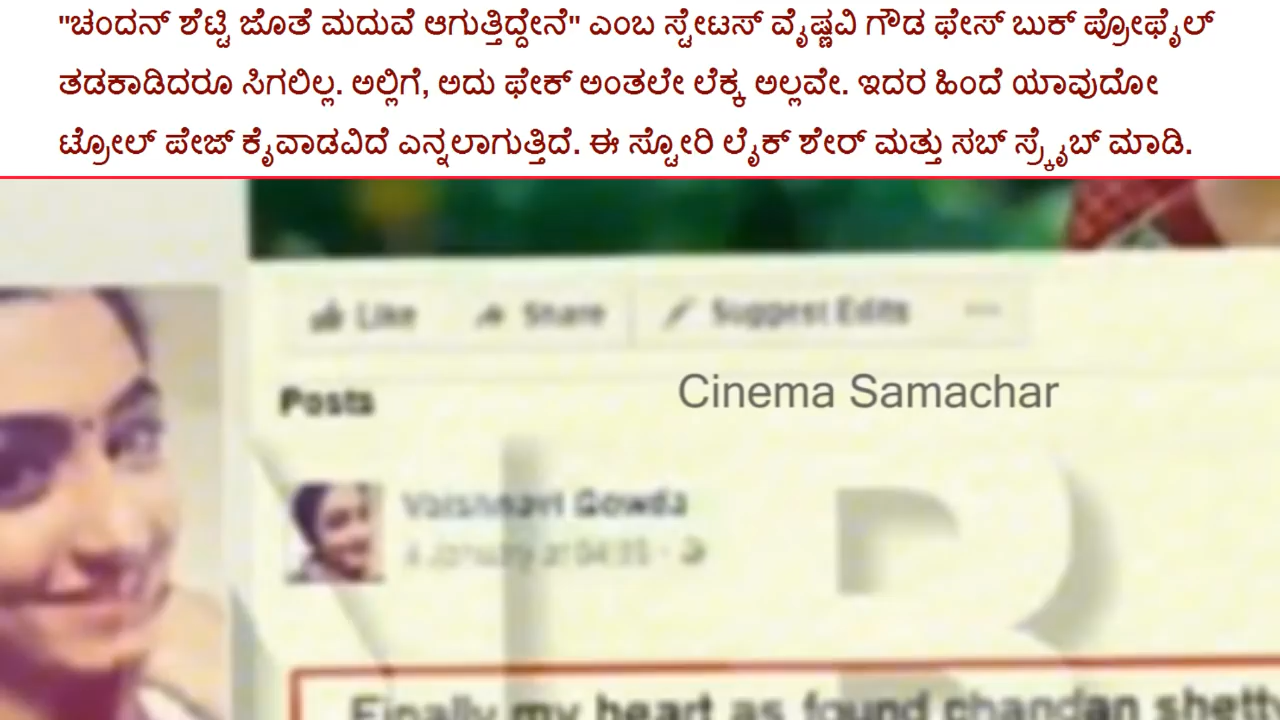 "ಚಂದನ್ ಶೆಟ್ಟಿ ಜೊತೆ ಮದುವೆ ಆಗುತ್ತಿದ್ದೇನೆ" ಎಂಬ ಸ್ಟೇಟಸ್ ವೈಷ್ಣವಿ ಗೌಡ ಫೇಸ್ ಬುಕ್ ಪ್ರೋಫೈಲ್
ತಡಕಾಡಿದರೂ ಸಿಗಲಿಲ್ಲ. ಅಲ್ಲಿಗೆ, ಅದು ಫೇಕ್ ಅಂತಲೇ ಲೆಕ್ಕ ಅಲ್ಲವೇ. ಇದರ ಹಿಂದೆ ಯಾವುದೋ
ಟ್ರೋಲ್ ಪೇಜ್ ಕೈವಾಡವಿದೆ ಎನ್ನಲಾಗುತ್ತಿದೆ. ಈ ಸ್ಟೋರಿ ಲೈಕ್ ಶೇರ್ ಮತ್ತು ಸಬ್ ಸ್ಕ್ರೈಬ್ ಮಾಡಿ.
Like Share Suggest Edits
Posts
Cinema Samachar
Vaishnavi Gowda
Finally my heart as found chandan shetty